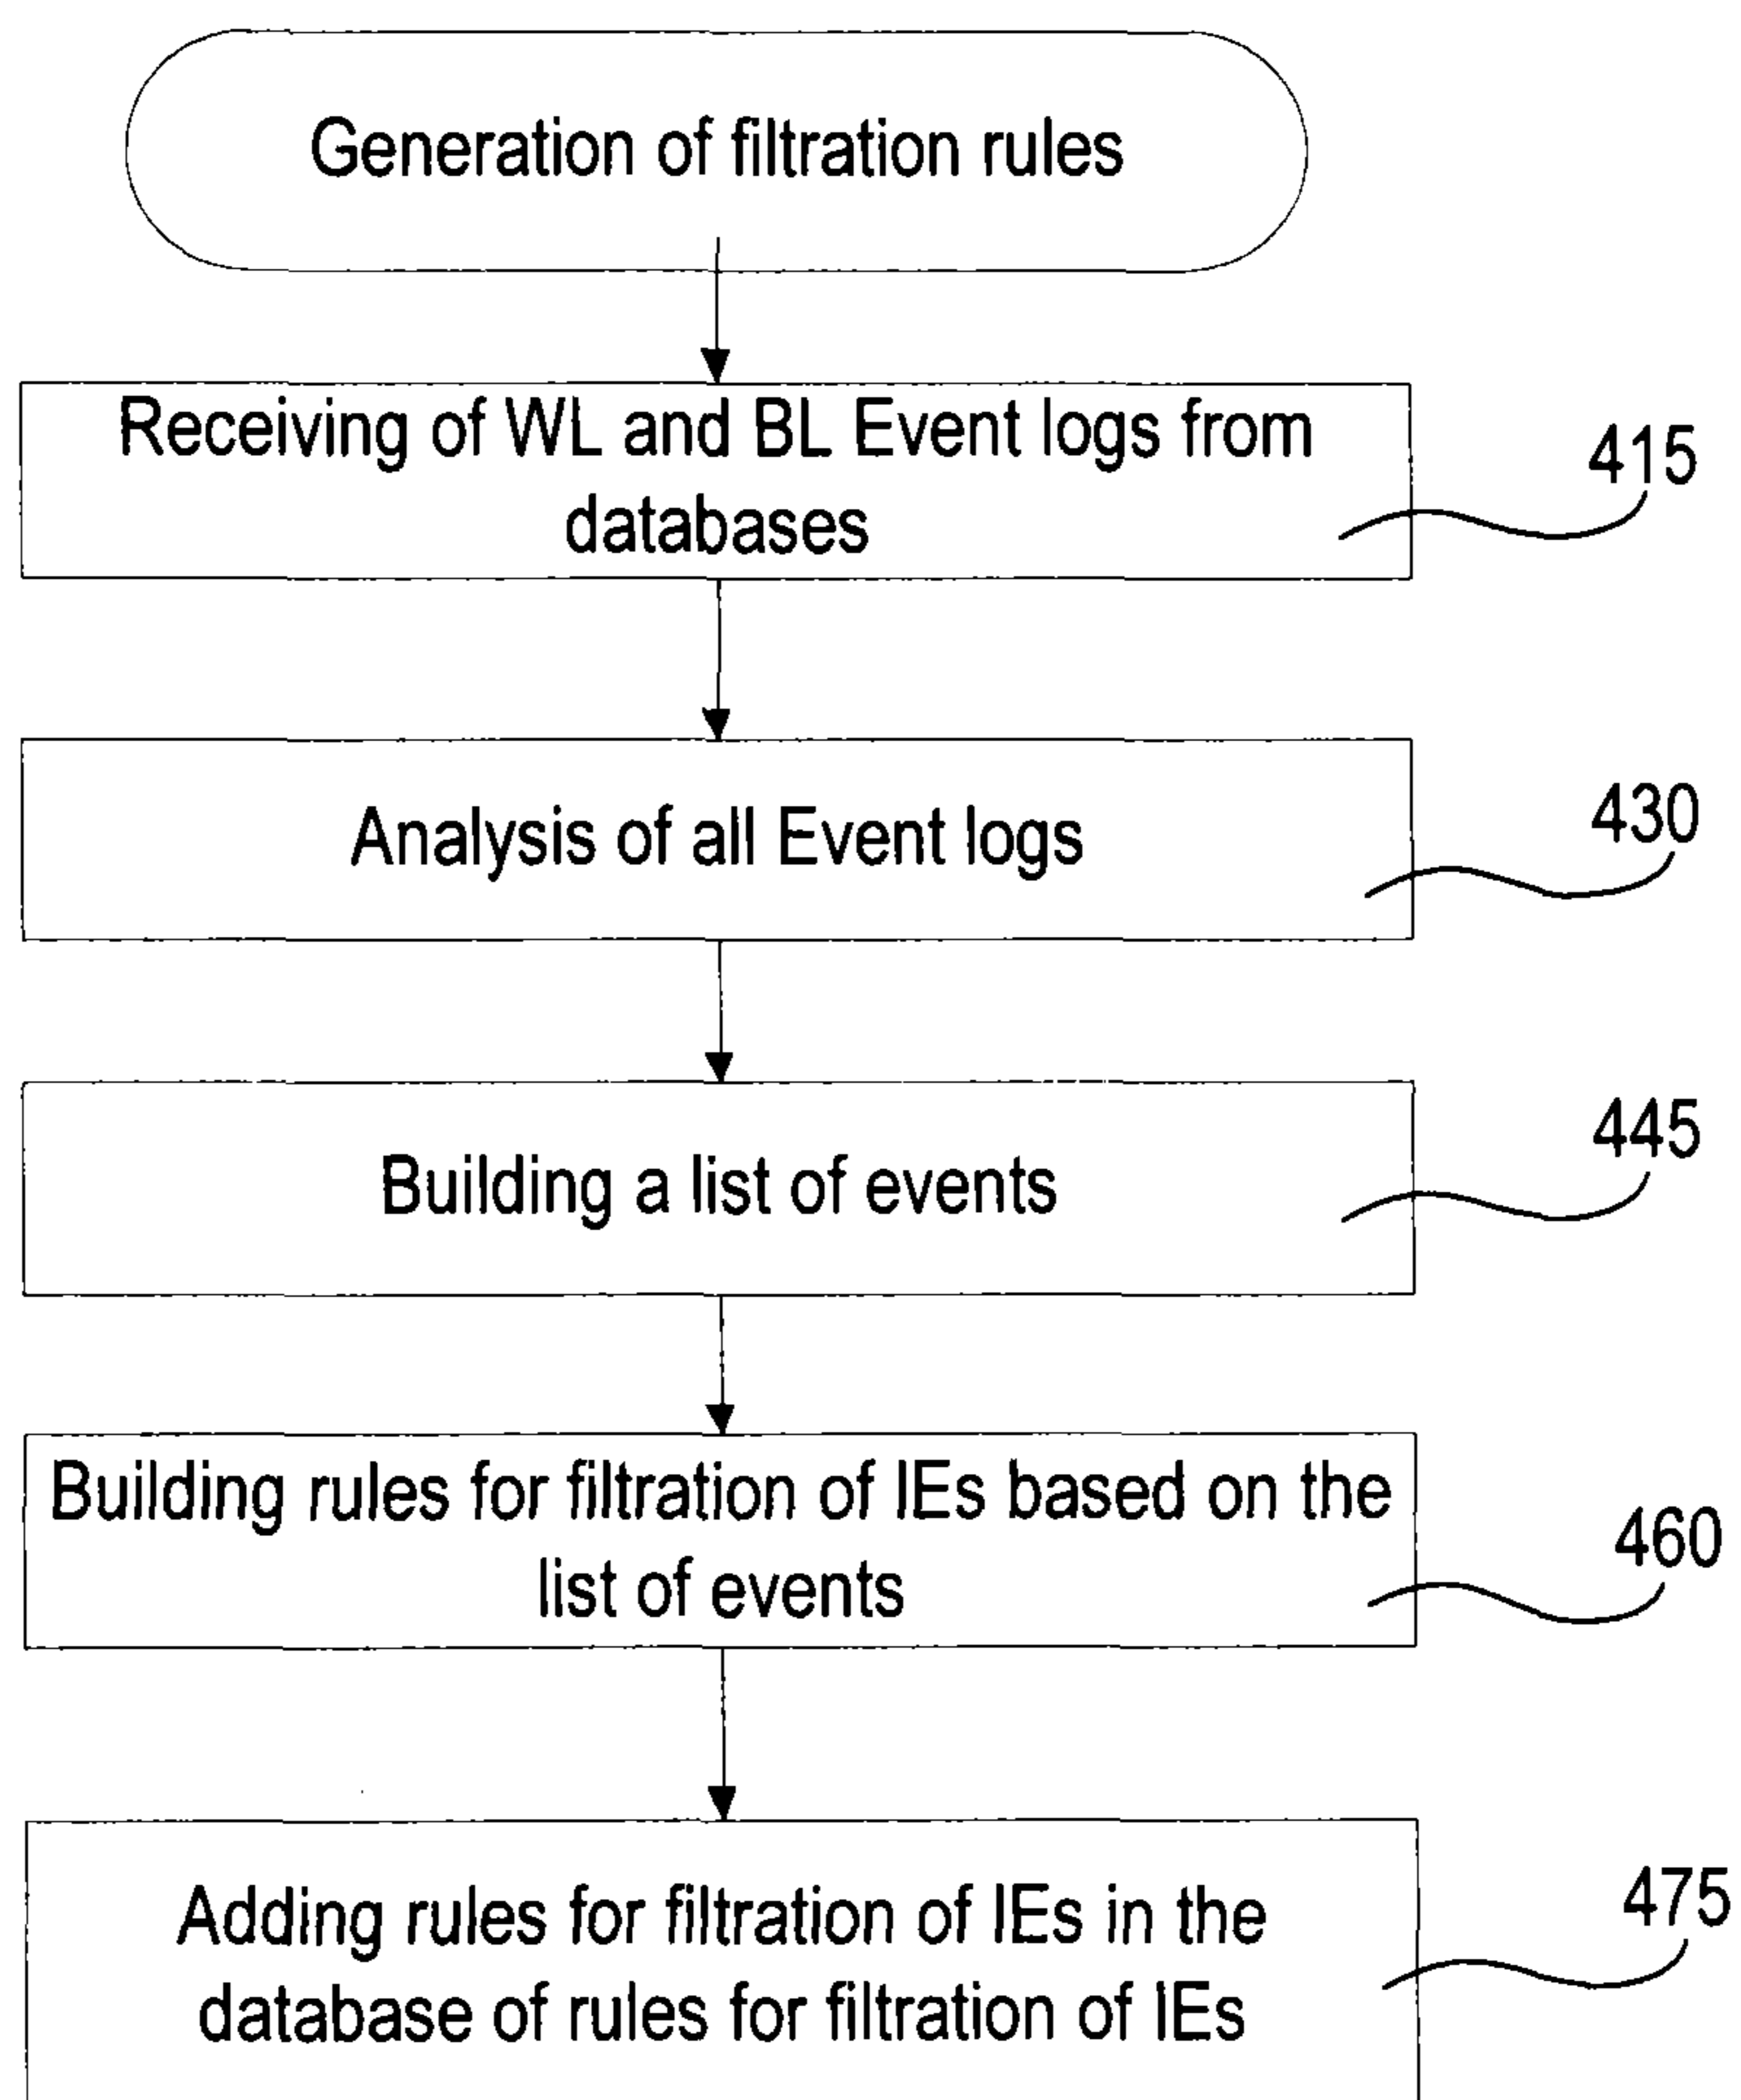 Generation of filtration rules
Receiving of WL and BL Event logs from
databases
415
Analysis of all Event logs
430
Building a list of events
445
Building rules for filtration of IEs based on the
list of events
460
Adding rules for filtration of IEs in the
database of rules for filtration of IEs
475